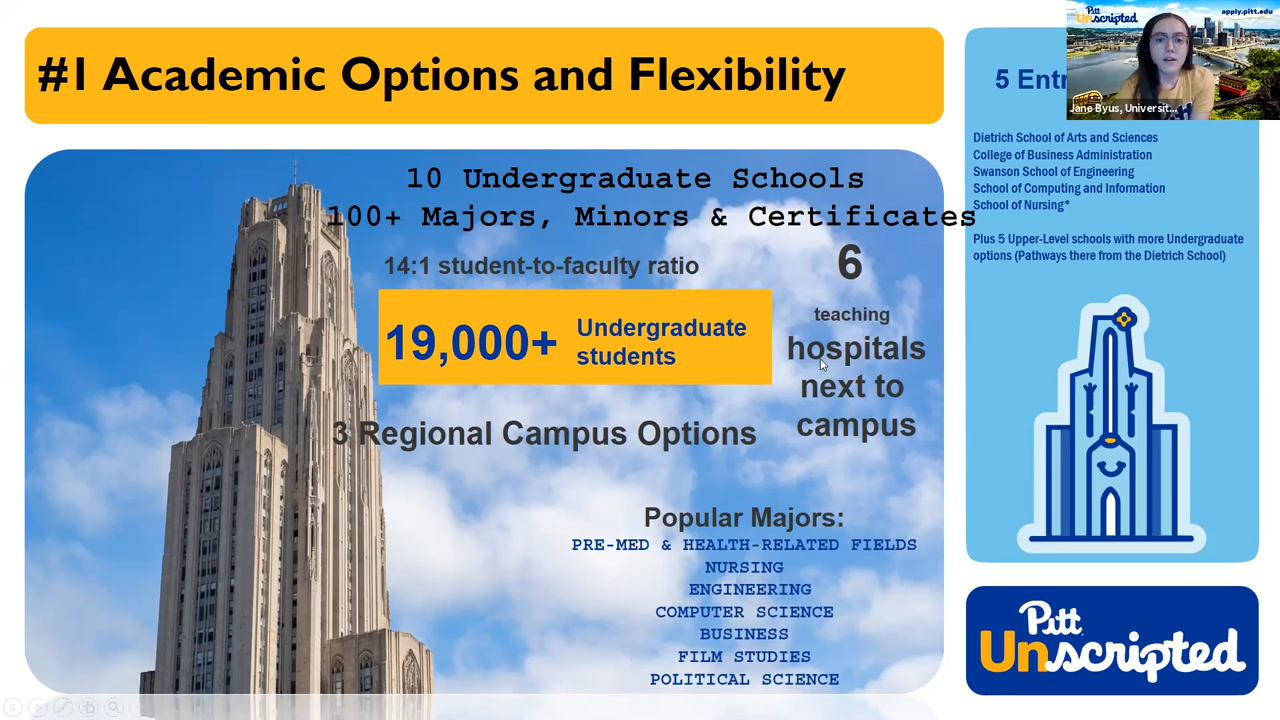 #1 Academic Options and Flexibility
10 Undergraduate Schools
100+ Majors, Minors & Certificates
14:1 student-to-faculty ratio
19,000+
Undergraduate
students
3 Regional Campus Options
6
teaching
hospitals
next to
campus
Popular Majors:
PRE-MED & HEALTH-RELATED FIELDS
NURSING
ENGINEERING
COMPUTER SCIENCE
BUSINESS
FILM STUDIES
POLITICAL SCIENCE
Pitt
Unscripted
apply.pitt.edu
Jane Byus, Universit...
5 Entr
Dietrich School of Arts and Sciences
College of Business Administration
Swanson School of Engineering
School of Computing and Information
School of Nursing*
Plus 5 Upper-Level schools with more Undergraduate
options (Pathways there from the Dietrich School)
Pitt
Unscripted